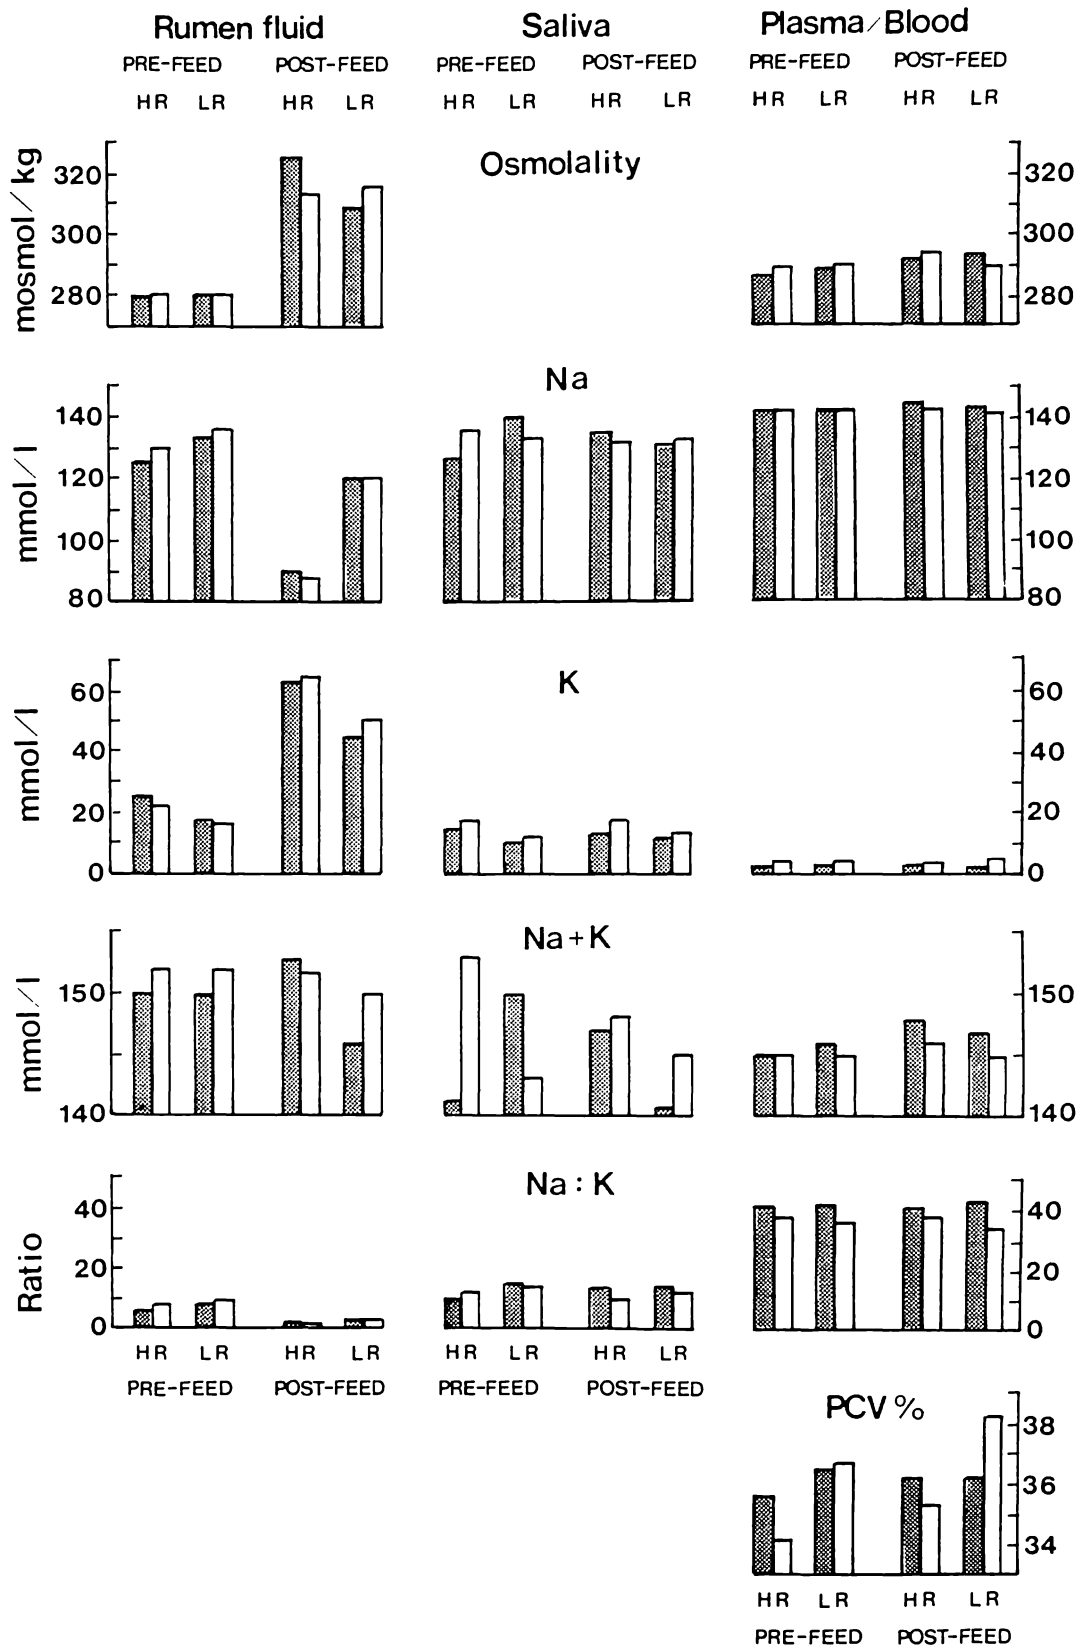 Rumen fluid Saliva Plasma/Blood
PRE-FEED POST-FEED PRE-FEED POST-FEED PRE-FEED POST-FEED
HR LR HR LR HR LR HR LR HR LR HR LR
Osmolality
mosmol/kg
320 320
300 300
280 280
Na
mmol/l
140 140
120 120
100 100
80 80
K
mmol/l
60 60
40 40
20 20
0 0
Na+K
mmol/l
150 150
140 140
Na:K
Ratio
40 40
20 20
0 0
HR LR HR LR HR LR HR LR
PRE-FEED POST-FEED PRE-FEED POST-FEED
PCV %
38
36
34
HR LR HR LR
PRE-FEED POST-FEED